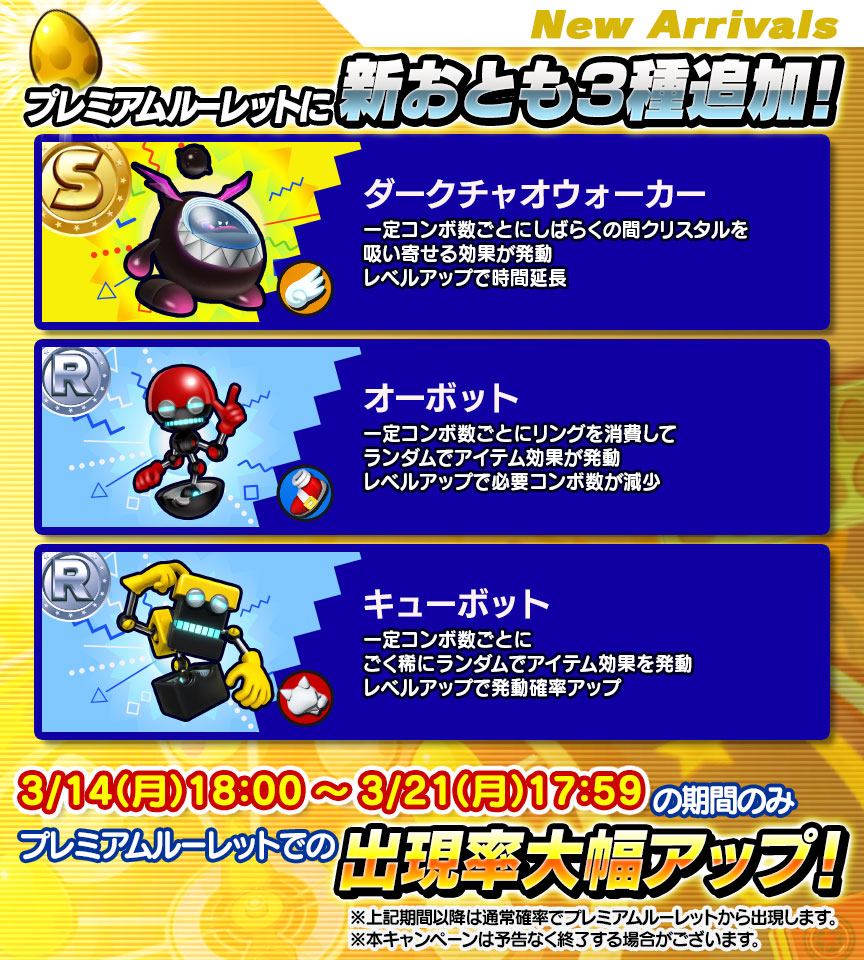 New Arrivals
プレミアムルーレットに新おとも3種追加!
S
ダークチャオウォーカー
一定コンボ数ごとにしばらくの間クリスタルを
吸い寄せる効果が発動
レベルアップで時間延長
R
オーボット
一定コンボ数ごとにリングを消費して
ランダムでアイテム効果が発動
レベルアップで必要コンボ数が減少
R
キューボット
一定コンボ数ごとに
ごく稀にランダムでアイテム効果を発動
レベルアップで発動確率アップ
3/14(月)18:00 ～ 3/21(月)17:59 の期間のみ
プレミアムルーレットでの出現率大幅アップ!
※上記期間以降は通常確率でプレミアムルーレットから出現します。
※本キャンペーンは予告なく終了する場合がございます。